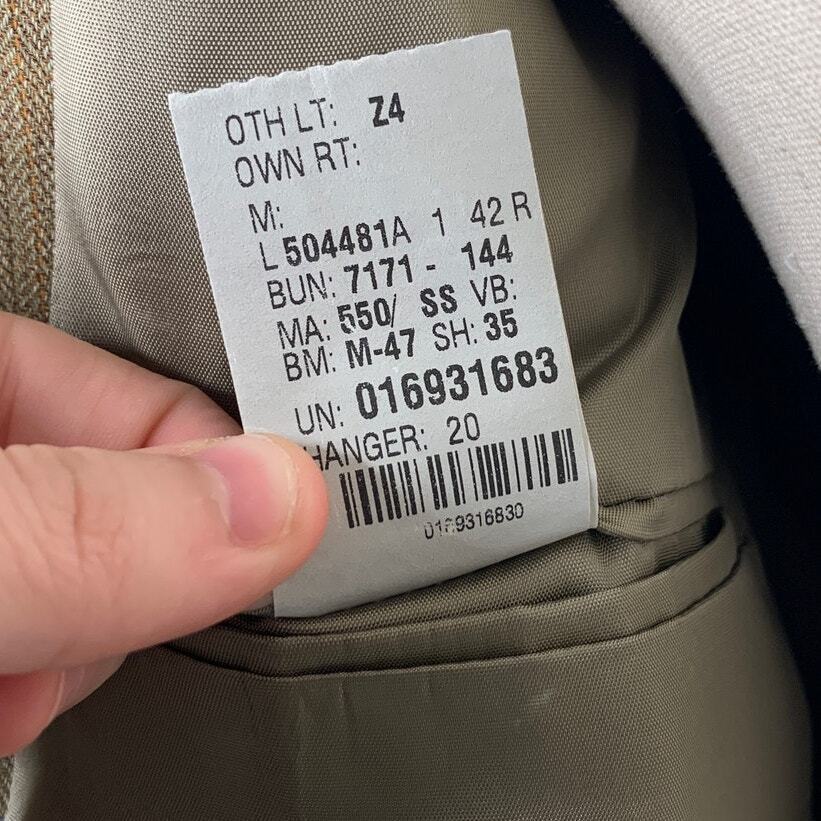 OTH LT: Z4
OWN RT:
M:
L 504481A 1 42 R
BUN: 7171 - 144
MA: 550/ SS VB:
BM: M-47 SH: 35
UN: 016931683
HANGER: 20
0169316830